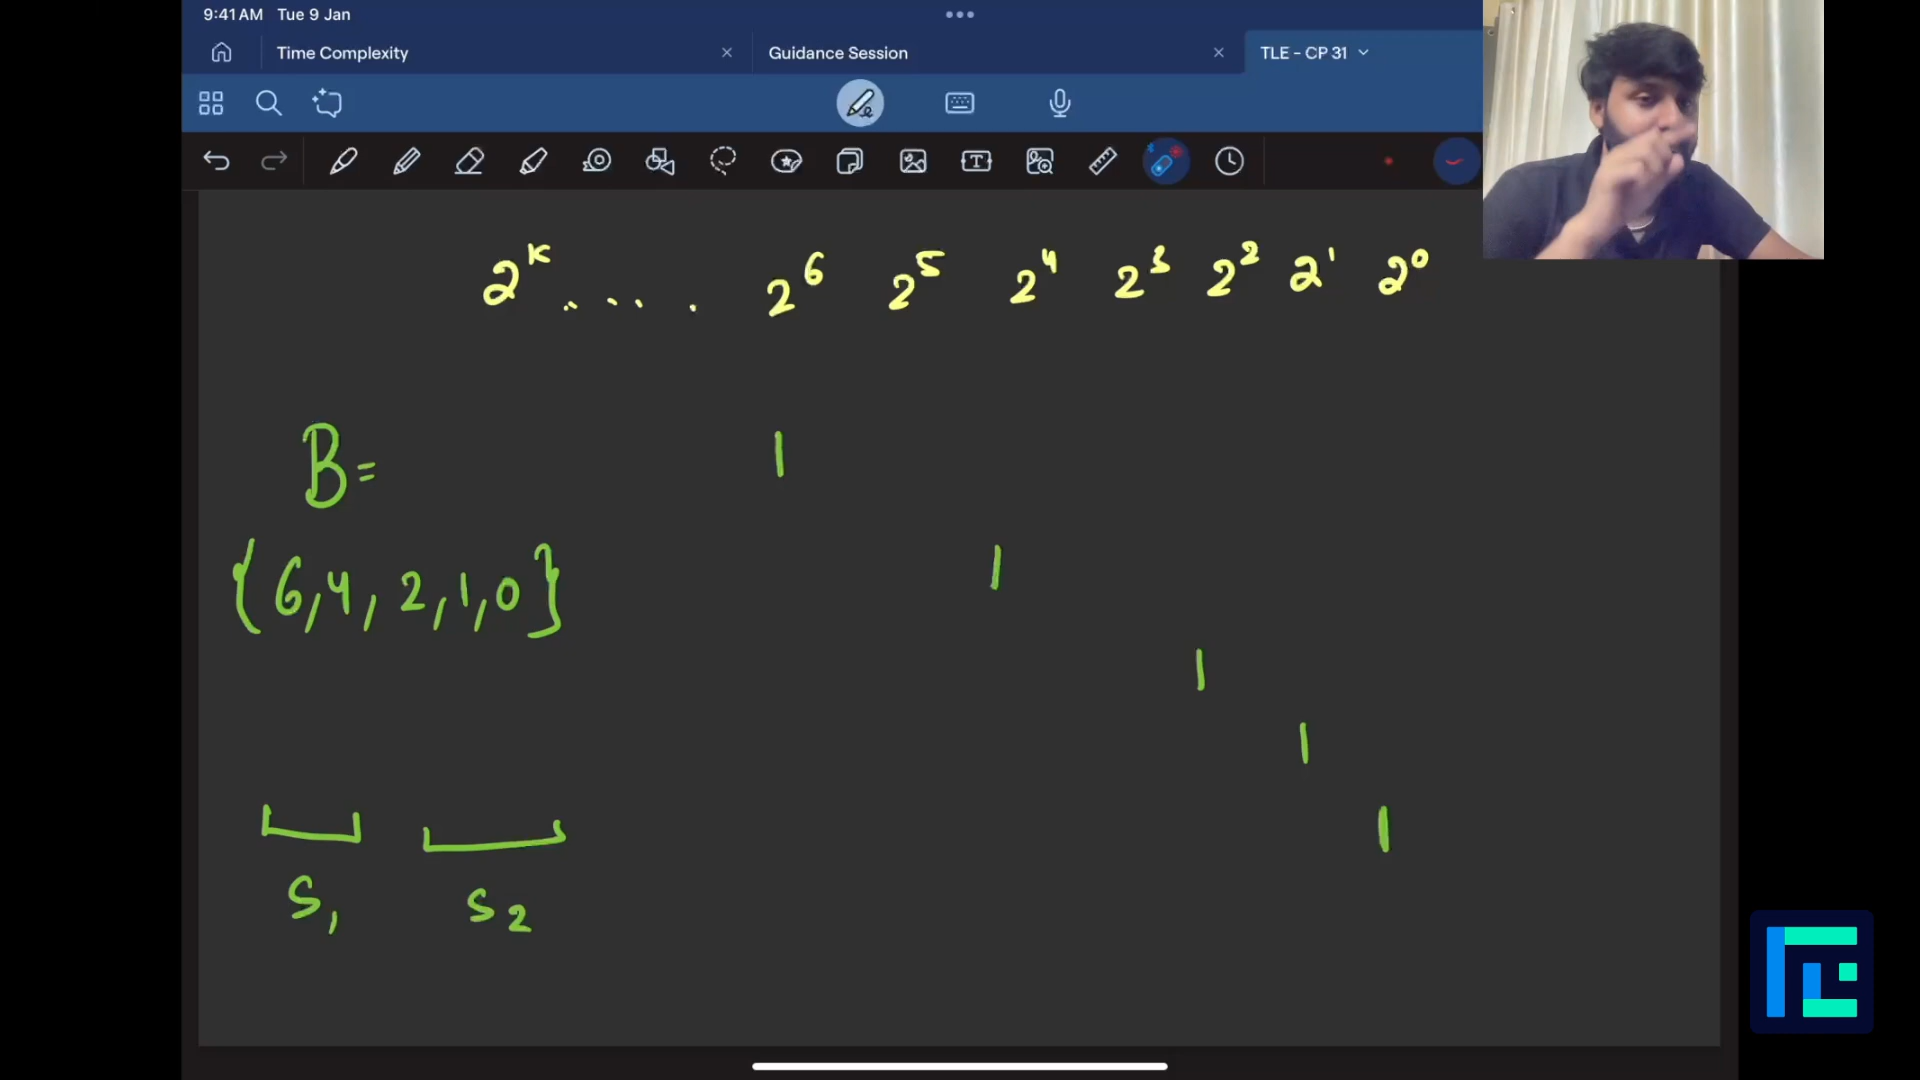 9:41 AM Tue 9 Jan
Time Complexity
Guidance Session
TLE - CP 31
2^k .... . 2^6 2^5 2^4 2^3 2^2 2^1 2^0
B= 1
{6,4, 2,1,0} 1
1
1
1
S1 S2